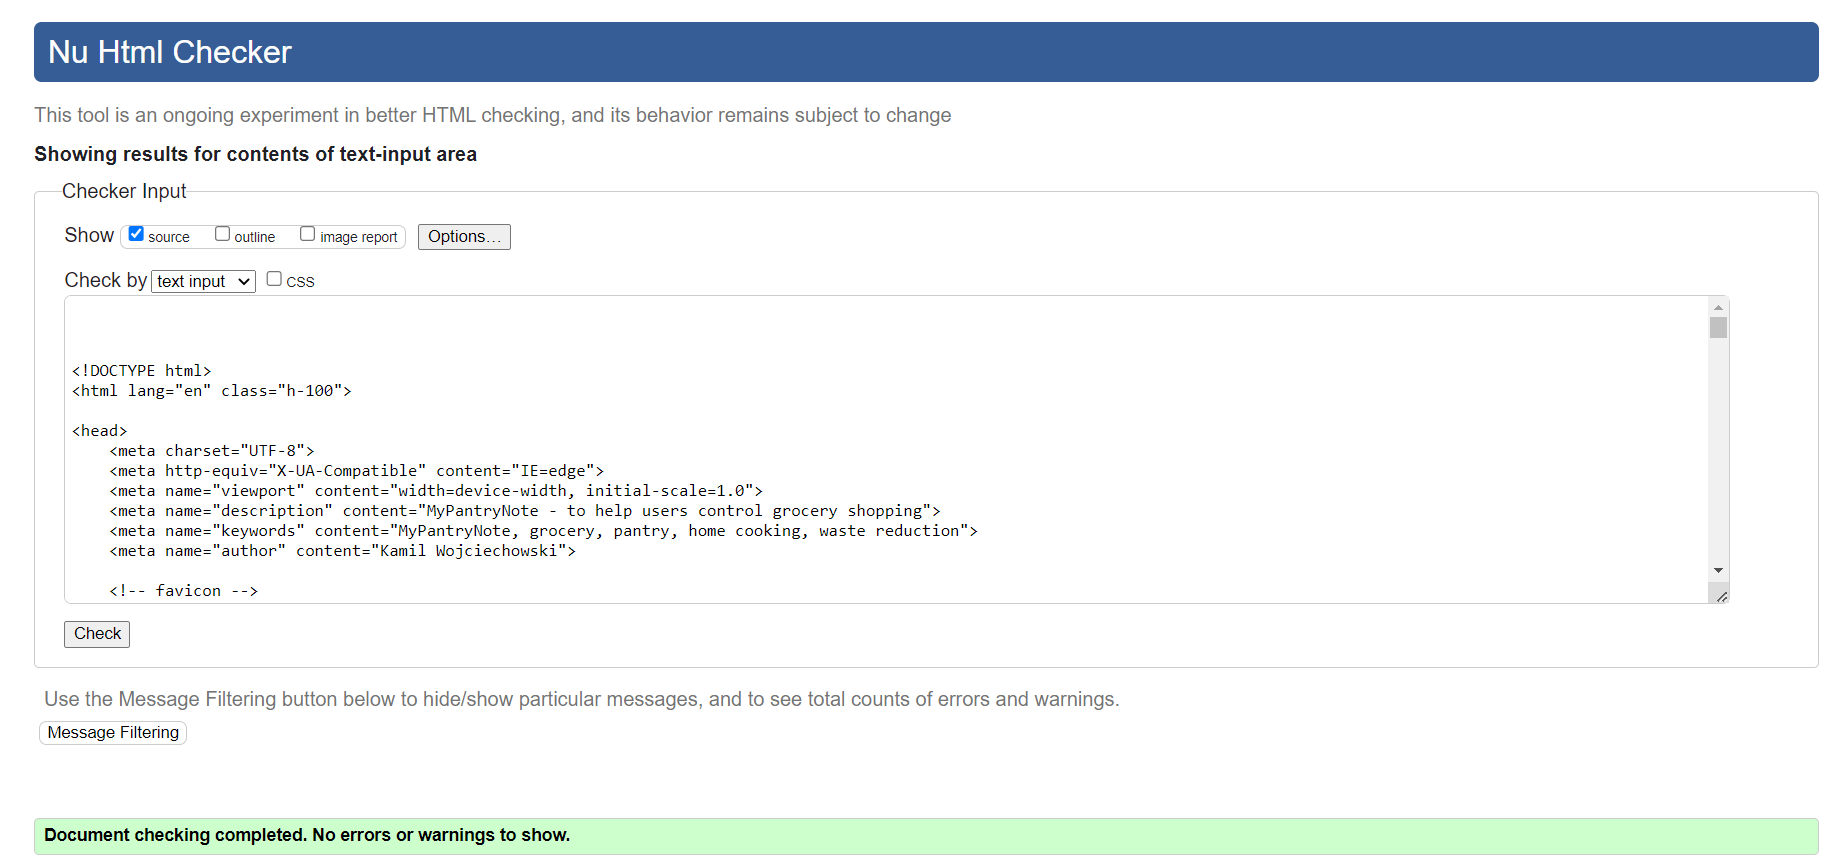 Nu Html Checker
This tool is an ongoing experiment in better HTML checking, and its behavior remains subject to change
Showing results for contents of text-input area
Checker Input
Show source outline image report Options...
Check by text input CSS
<!DOCTYPE html>
<html lang="en" class="h-100">
<head>
<meta charset="UTF-8">
<meta http-equiv="X-UA-Compatible" content="IE=edge">
<meta name="viewport" content="width=device-width, initial-scale=1.0">
<meta name="description" content="MyPantryNote - to help users control grocery shopping">
<meta name="keywords" content="MyPantryNote, grocery, pantry, home cooking, waste reduction">
<meta name="author" content="Kamil Wojciechowski">
<!-- favicon -->
Check
Use the Message Filtering button below to hide/show particular messages, and to see total counts of errors and warnings.
Message Filtering
Document checking completed. No errors or warnings to show.